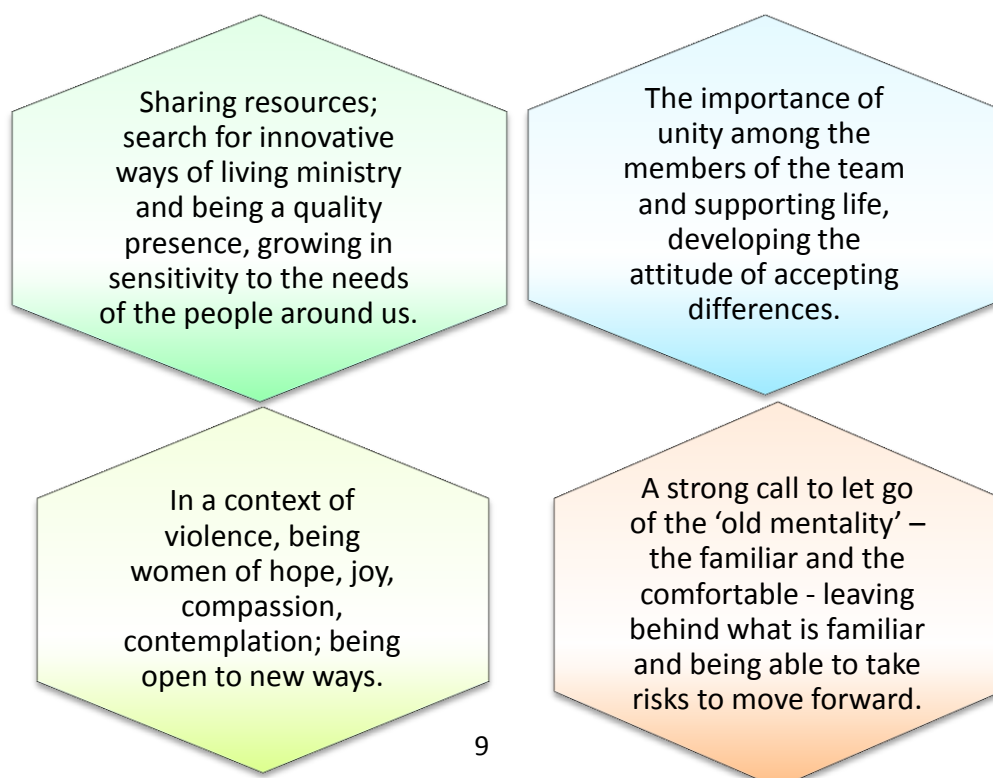 Sharing resources;
search for innovative
ways of living ministry
and being a quality
presence, growing in
sensitivity to the needs
of the people around us.
The importance of
unity among the
members of the team
and supporting life,
developing the
attitude of accepting
differences.
In a context of
violence, being
women of hope, joy,
compassion,
contemplation; being
open to new ways.
A strong call to let go
of the ‘old mentality’ –
the familiar and the
comfortable - leaving
behind what is familiar
and being able to take
risks to move forward.
9